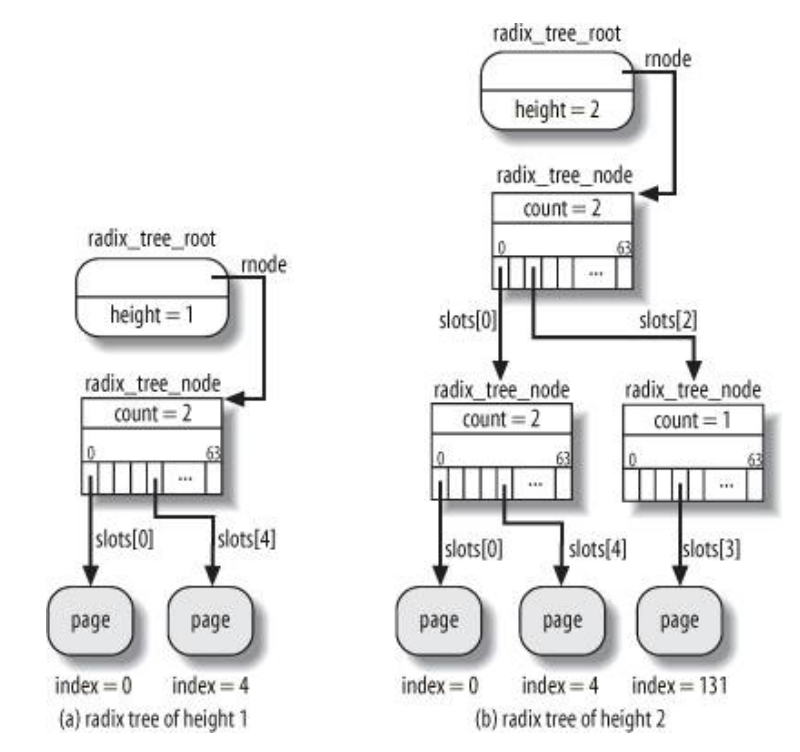 radix_tree_root
rnode
height = 1
radix_tree_node
count = 2
0 63
...
slots[0] slots[4]
page page
index = 0 index = 4
(a) radix tree of height 1
radix_tree_root
rnode
height = 2
radix_tree_node
count = 2
0 63
...
slots[0] slots[2]
radix_tree_node radix_tree_node
count = 2 count = 1
0 63 0 63
... ...
slots[0] slots[4] slots[3]
page page page
index = 0 index = 4 index = 131
(b) radix tree of height 2